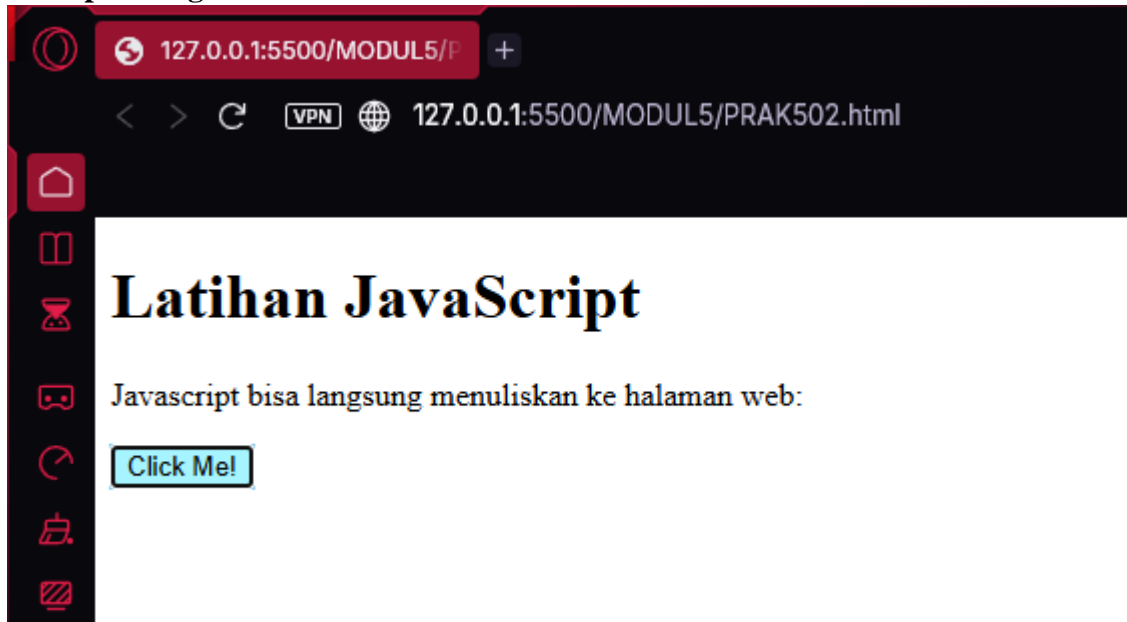 127.0.0.1:5500/MODUL5/P
VPN 127.0.0.1:5500/MODUL5/PRAK502.html
Latihan JavaScript
Javascript bisa langsung menuliskan ke halaman web:
Click Me!